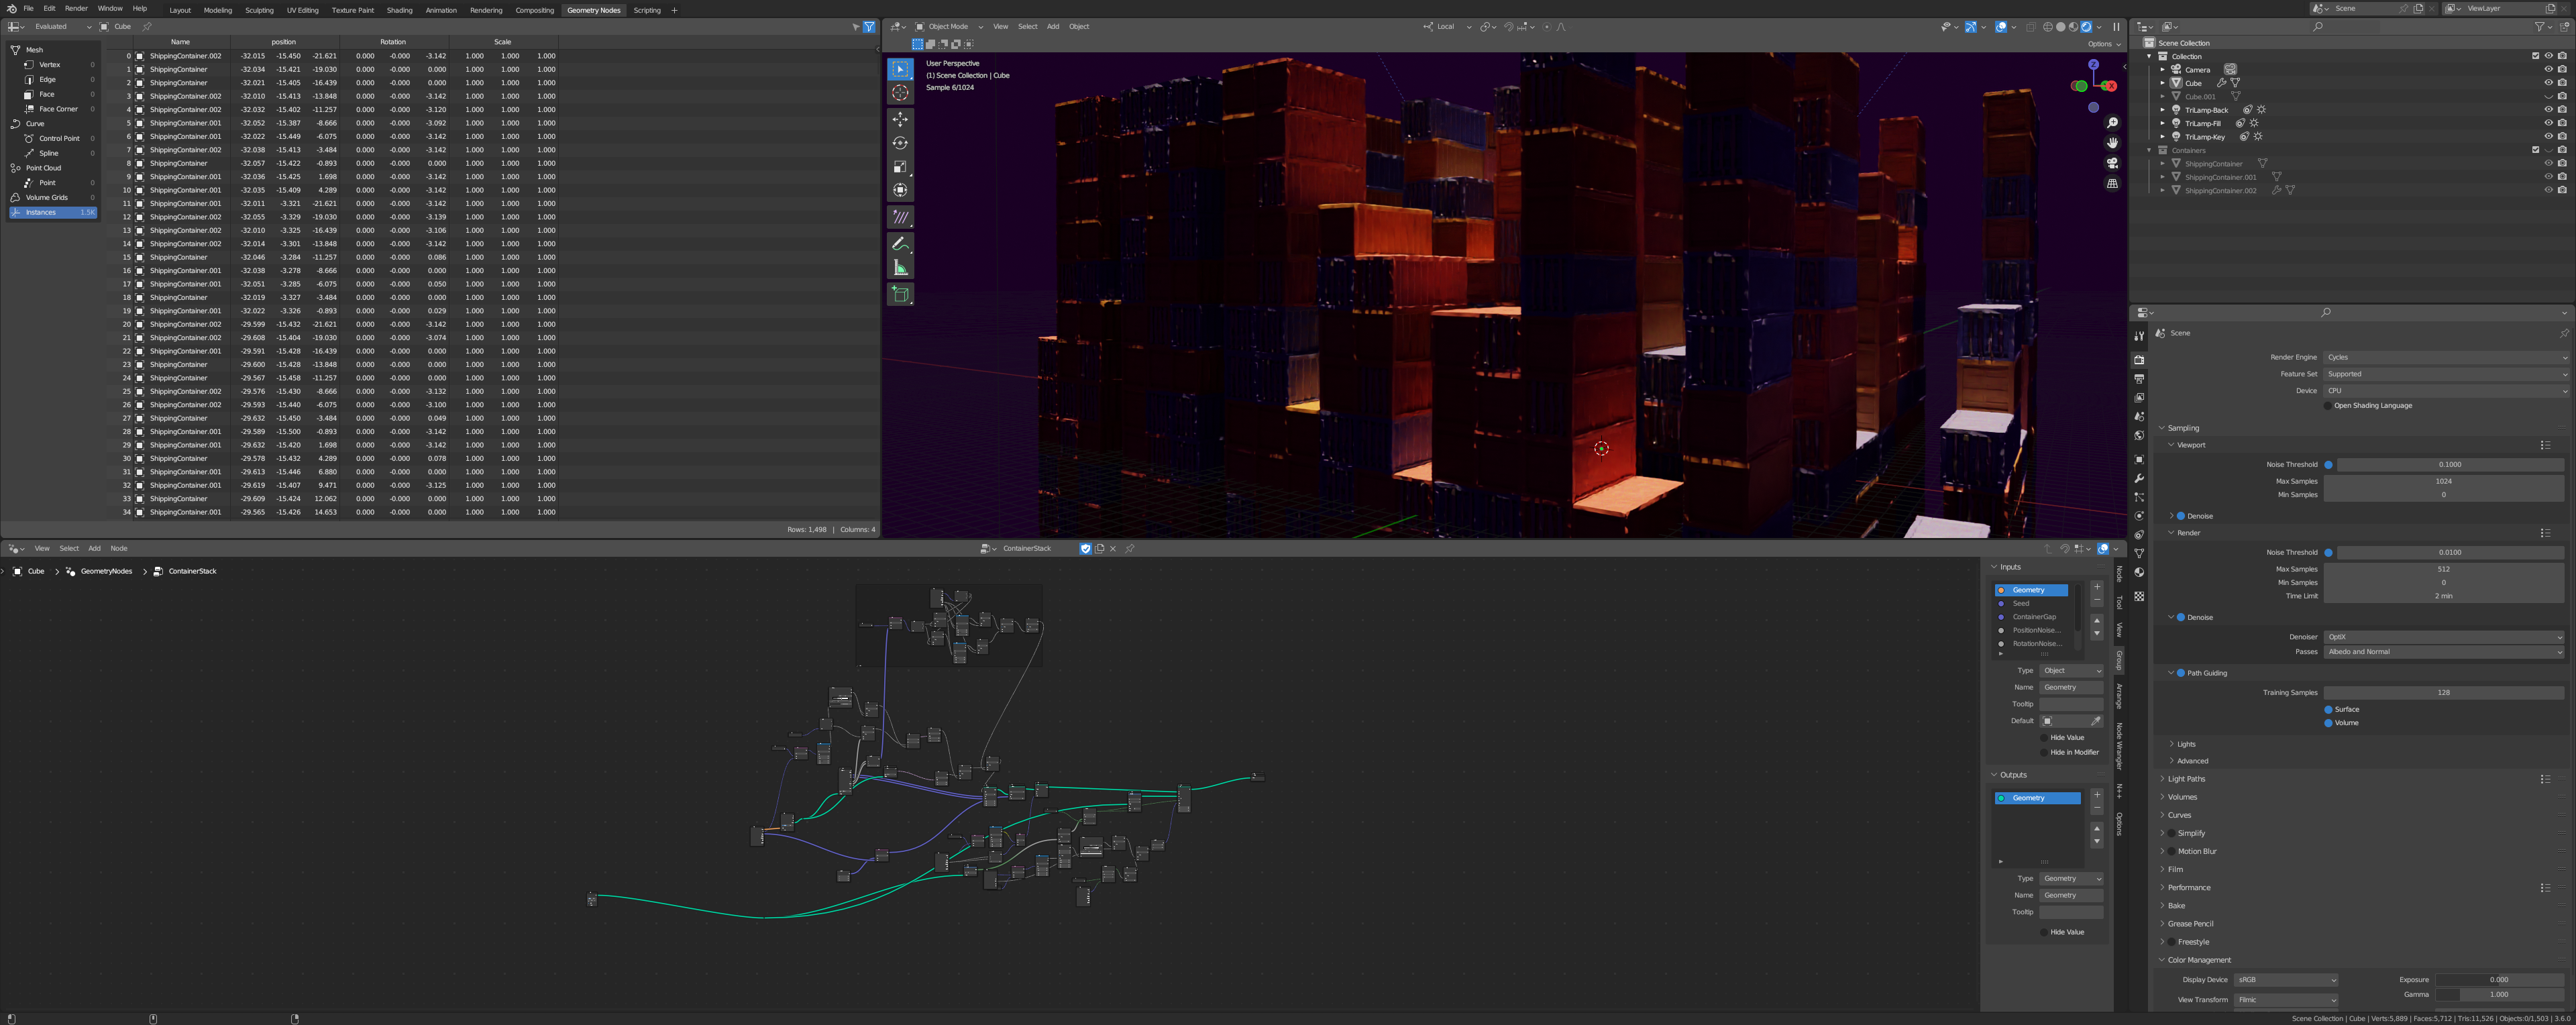 File Edit Render Window Help Layout Modeling Sculpting UV Editing Texture Paint Shading Animation Rendering Compositing Geometry Nodes Scripting + Scene ViewLayer
Evaluated Cube
Mesh
Vertex 0
Edge 0
Face 0
Face Corner 0
Curve
Control Point 0
Spline 0
Point Cloud
Point 0
Volume Grids 0
Instances 1.5K
Name position Rotation Scale
0 ShippingContainer.002 -32.015 -15.450 -21.621 0.000 -0.000 -3.142 1.000 1.000 1.000
1 ShippingContainer -32.034 -15.421 -19.030 0.000 -0.000 0.000 1.000 1.000 1.000
2 ShippingContainer -32.021 -15.405 -16.439 0.000 -0.000 0.000 1.000 1.000 1.000
3 ShippingContainer.002 -32.010 -15.413 -13.848 0.000 -0.000 -3.142 1.000 1.000 1.000
4 ShippingContainer.002 -32.032 -15.402 -11.257 0.000 -0.000 -3.120 1.000 1.000 1.000
5 ShippingContainer.001 -32.052 -15.387 -8.666 0.000 -0.000 -3.092 1.000 1.000 1.000
6 ShippingContainer.001 -32.022 -15.449 -6.075 0.000 -0.000 -3.142 1.000 1.000 1.000
7 ShippingContainer.002 -32.038 -15.413 -3.484 0.000 -0.000 -3.142 1.000 1.000 1.000
8 ShippingContainer -32.057 -15.422 -0.893 0.000 -0.000 0.000 1.000 1.000 1.000
9 ShippingContainer.001 -32.036 -15.425 1.698 0.000 -0.000 -3.142 1.000 1.000 1.000
10 ShippingContainer.001 -32.035 -15.409 4.289 0.000 -0.000 -3.142 1.000 1.000 1.000
11 ShippingContainer.001 -32.011 -3.321 -21.621 0.000 -0.000 -3.142 1.000 1.000 1.000
12 ShippingContainer.002 -32.055 -3.329 -19.030 0.000 -0.000 -3.139 1.000 1.000 1.000
13 ShippingContainer.002 -32.010 -3.325 -16.439 0.000 -0.000 -3.106 1.000 1.000 1.000
14 ShippingContainer.002 -32.014 -3.301 -13.848 0.000 -0.000 -3.142 1.000 1.000 1.000
15 ShippingContainer -32.046 -3.284 -11.257 0.000 -0.000 0.086 1.000 1.000 1.000
16 ShippingContainer.001 -32.038 -3.278 -8.666 0.000 -0.000 0.000 1.000 1.000 1.000
17 ShippingContainer.001 -32.051 -3.285 -6.075 0.000 -0.000 0.050 1.000 1.000 1.000
18 ShippingContainer -32.019 -3.327 -3.484 0.000 -0.000 0.000 1.000 1.000 1.000
19 ShippingContainer.001 -32.022 -3.326 -0.893 0.000 -0.000 0.029 1.000 1.000 1.000
20 ShippingContainer.002 -29.599 -15.432 -21.621 0.000 -0.000 -3.142 1.000 1.000 1.000
21 ShippingContainer.002 -29.608 -15.404 -19.030 0.000 -0.000 -3.074 1.000 1.000 1.000
22 ShippingContainer.001 -29.591 -15.428 -16.439 0.000 -0.000 0.000 1.000 1.000 1.000
23 ShippingContainer -29.600 -15.428 -13.848 0.000 -0.000 0.000 1.000 1.000 1.000
24 ShippingContainer -29.567 -15.458 -11.257 0.000 -0.000 0.000 1.000 1.000 1.000
25 ShippingContainer.002 -29.576 -15.430 -8.666 0.000 -0.000 -3.132 1.000 1.000 1.000
26 ShippingContainer.002 -29.593 -15.440 -6.075 0.000 -0.000 -3.100 1.000 1.000 1.000
27 ShippingContainer -29.632 -15.450 -3.484 0.000 -0.000 0.049 1.000 1.000 1.000
28 ShippingContainer.001 -29.589 -15.500 -0.893 0.000 -0.000 -3.142 1.000 1.000 1.000
29 ShippingContainer.001 -29.632 -15.420 1.698 0.000 -0.000 -3.142 1.000 1.000 1.000
30 ShippingContainer -29.578 -15.432 4.289 0.000 -0.000 0.078 1.000 1.000 1.000
31 ShippingContainer.001 -29.613 -15.446 6.880 0.000 -0.000 0.000 1.000 1.000 1.000
32 ShippingContainer.001 -29.619 -15.407 9.471 0.000 -0.000 -3.125 1.000 1.000 1.000
33 ShippingContainer -29.609 -15.424 12.062 0.000 -0.000 0.000 1.000 1.000 1.000
34 ShippingContainer.001 -29.565 -15.426 14.653 0.000 -0.000 0.000 1.000 1.000 1.000
Rows: 1,498 | Columns: 4
Object Mode View Select Add Object Local
Options
User Perspective
(1) Scene Collection | Cube
Sample 6/1024
Z
X
Scene Collection
Collection
Camera
Cube
Cube.001
TriLamp-Back
TriLamp-Fill
TriLamp-Key
Containers
ShippingContainer
ShippingContainer.001
ShippingContainer.002
Scene
Render Engine Cycles
Feature Set Supported
Device CPU
Open Shading Language
Sampling
Viewport
Noise Threshold 0.1000
Max Samples 1024
Min Samples 0
Denoise
Render
Noise Threshold 0.0100
Max Samples 512
Min Samples 0
Time Limit 2 min
Denoise
Denoiser OptiX
Passes Albedo and Normal
Path Guiding
Training Samples 128
Surface
Volume
Lights
Advanced
Light Paths
Volumes
Curves
Simplify
Motion Blur
Film
Performance
Bake
Grease Pencil
Freestyle
Color Management
Display Device sRGB Exposure 0.000
View Transform Filmic Gamma 1.000
View Select Add Node ContainerStack
Cube > GeometryNodes > ContainerStack
Inputs
Geometry
Seed
ContainerGap
PositionNoise...
RotationNoise...
Type Object
Name Geometry
Tooltip
Default
Hide Value
Hide in Modifier
Outputs
Geometry
Type Geometry
Name Geometry
Tooltip
Hide Value
Node
Tool
View
Group
Arrange
Node Wrangler
N++
Options
Scene Collection | Cube | Verts:5,889 | Faces:5,712 | Tris:11,526 | Objects:0/1,503 | 3.6.0